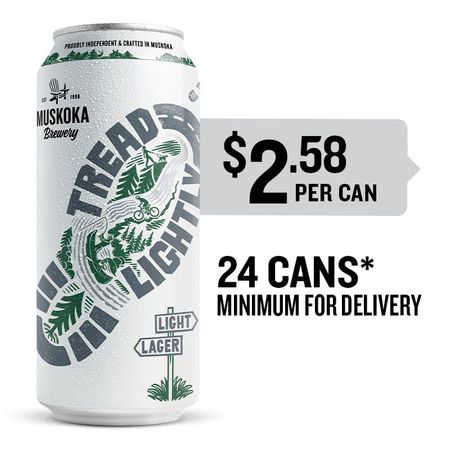 PROUDLY INDEPENDENT & CRAFTED IN MUSKOKA
EST 1996
MUSKOKA
Brewery
TREAD
LIGHTLY
LIGHT
LAGER
$2.58
PER CAN
24 CANS*
MINIMUM FOR DELIVERY